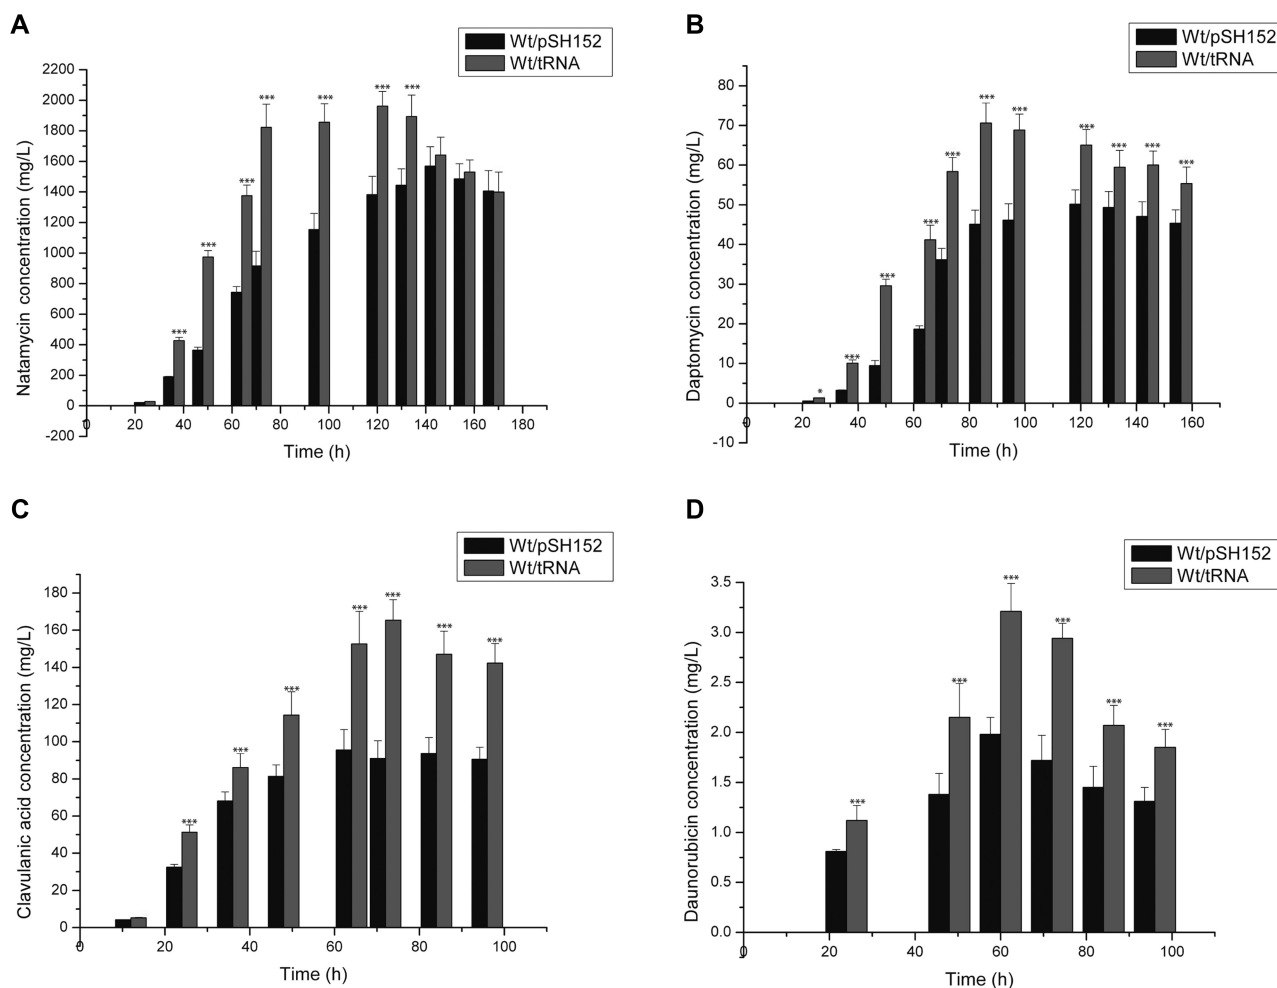 A
Wt/pSH152
Wt/tRNA
Natamycin concentration (mg/L)
2200
2000
1800
1600
1400
1200
1000
800
600
400
200
0
-200
*** *** *** *** *** *** ***
0 20 40 60 80 100 120 140 160 180
Time (h)
B
Wt/pSH152
Wt/tRNA
Daptomycin concentration (mg/L)
80
70
60
50
40
30
20
10
0
-10
* *** *** *** *** *** *** *** *** *** ***
0 20 40 60 80 100 120 140 160
Time (h)
C
Wt/pSH152
Wt/tRNA
Clavulanic acid concentration (mg/L)
180
160
140
120
100
80
60
40
20
0
*** *** *** *** *** *** ***
0 20 40 60 80 100
Time (h)
D
Wt/pSH152
Wt/tRNA
Daunorubicin concentration (mg/L)
3.5
3.0
2.5
2.0
1.5
1.0
0.5
0.0
*** *** *** *** *** ***
0 20 40 60 80 100
Time (h)